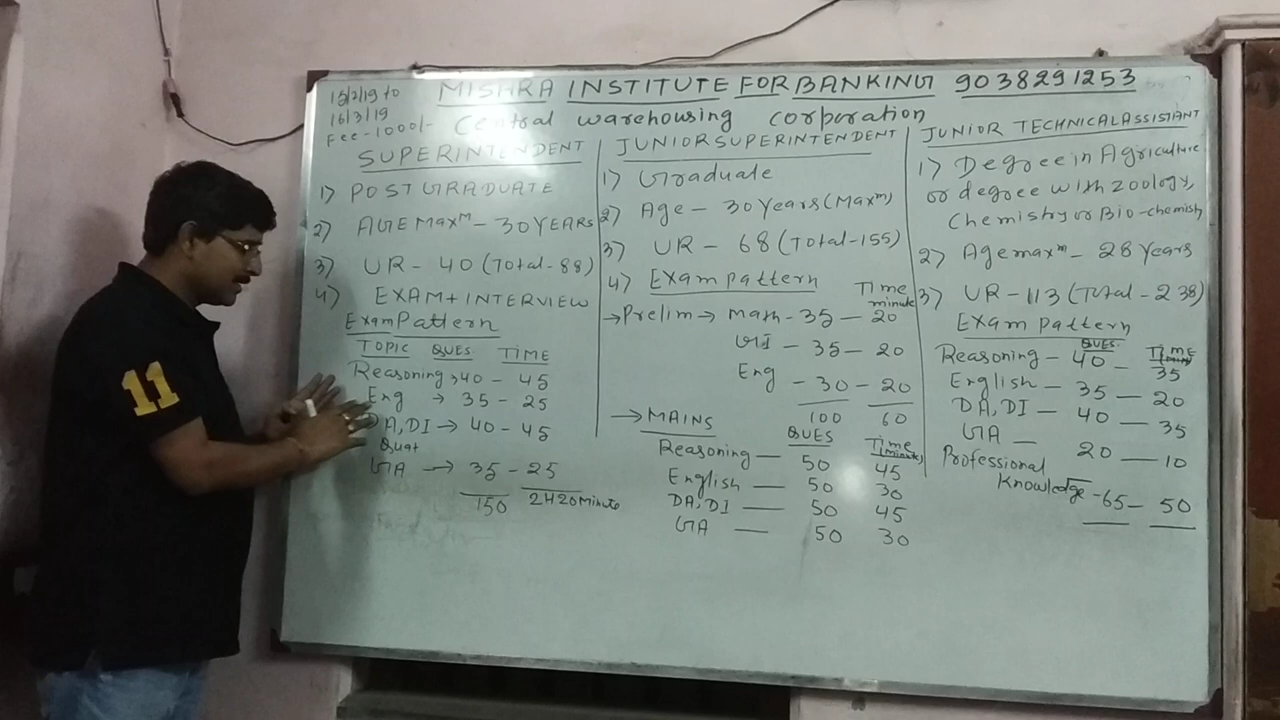 MISHRA INSTITUTE FOR BANKING 9038291253
15/2/19 to
16/3/19
Fee - 1000/-
Central warehousing corporation
SUPERINTENDENT
1) POST GRADUATE
2) AGE Maxᵐ - 30 YEARS
3) UR - 40 (Total - 88)
4) EXAM + INTERVIEW
Exam Pattern
TOPIC QUES TIME
Reasoning → 40 - 45
Eng → 35 - 25
DA, DI → 40 - 45
Quat
GA → 35 - 25
150 2H 20 Minute
JUNIOR SUPERINTENDENT
1) Graduate
2) Age - 30 Years (Maxᵐ)
3) UR - 68 (Total - 155)
4) Exam pattern Time
minute
→ Prelim → Math - 35 - 20
GI - 35 - 20
Eng - 30 - 20
100 60
→ MAINS
QUES Time
(minute)
Reasoning — 50 45
English — 50 30
DA, DI — 50 45
GA — 50 30
JUNIOR TECHNICAL ASSISTANT
1) Degree in Agriculture
or degree with zoology,
Chemistry or Bio-chemisty
2) Age maxᵐ - 28 Years
3) UR - 113 (Total - 238)
Exam pattern
QUES Time
Reasoning - 40 - 35
English - 35 - 20
DA, DI - 40 - 35
GA - 20 - 10
Professional
Knowledge - 65 - 50
11